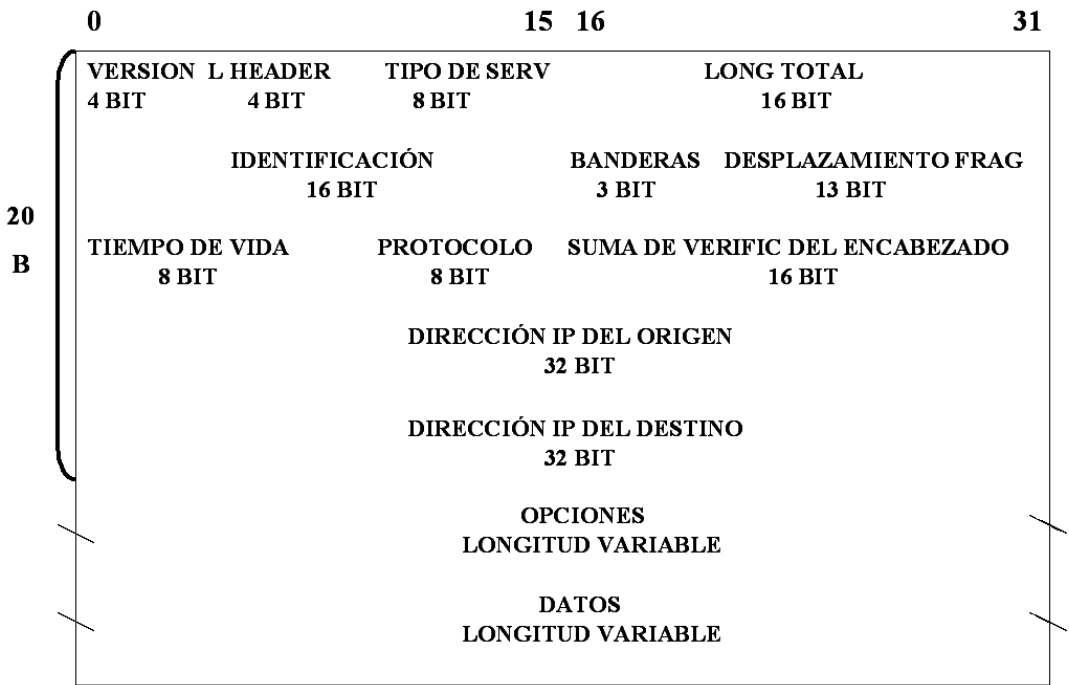 0 15 16 31
VERSION L HEADER TIPO DE SERV LONG TOTAL
4 BIT 4 BIT 8 BIT 16 BIT
IDENTIFICACIÓN BANDERAS DESPLAZAMIENTO FRAG
16 BIT 3 BIT 13 BIT
20
B
TIEMPO DE VIDA PROTOCOLO SUMA DE VERIFIC DEL ENCABEZADO
8 BIT 8 BIT 16 BIT
DIRECCIÓN IP DEL ORIGEN
32 BIT
DIRECCIÓN IP DEL DESTINO
32 BIT
OPCIONES
LONGITUD VARIABLE
DATOS
LONGITUD VARIABLE